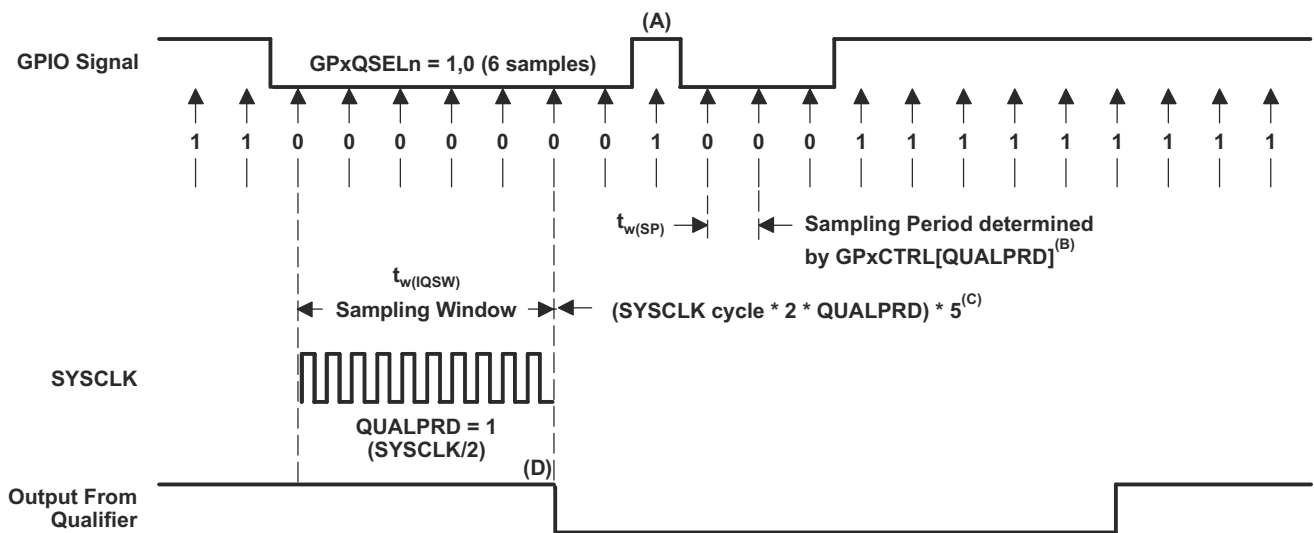 (A)
GPIO Signal
GPxQSELn = 1,0 (6 samples)
1 1 0 0 0 0 0 0 0 1 0 0 0 1 1 1 1 1 1 1 1 1
tw(SP)
Sampling Period determined
by GPxCTRL[QUALPRD](B)
tw(IQSW)
Sampling Window
(SYSCLK cycle * 2 * QUALPRD) * 5(C)
SYSCLK
QUALPRD = 1
(SYSCLK/2)
(D)
Output From
Qualifier